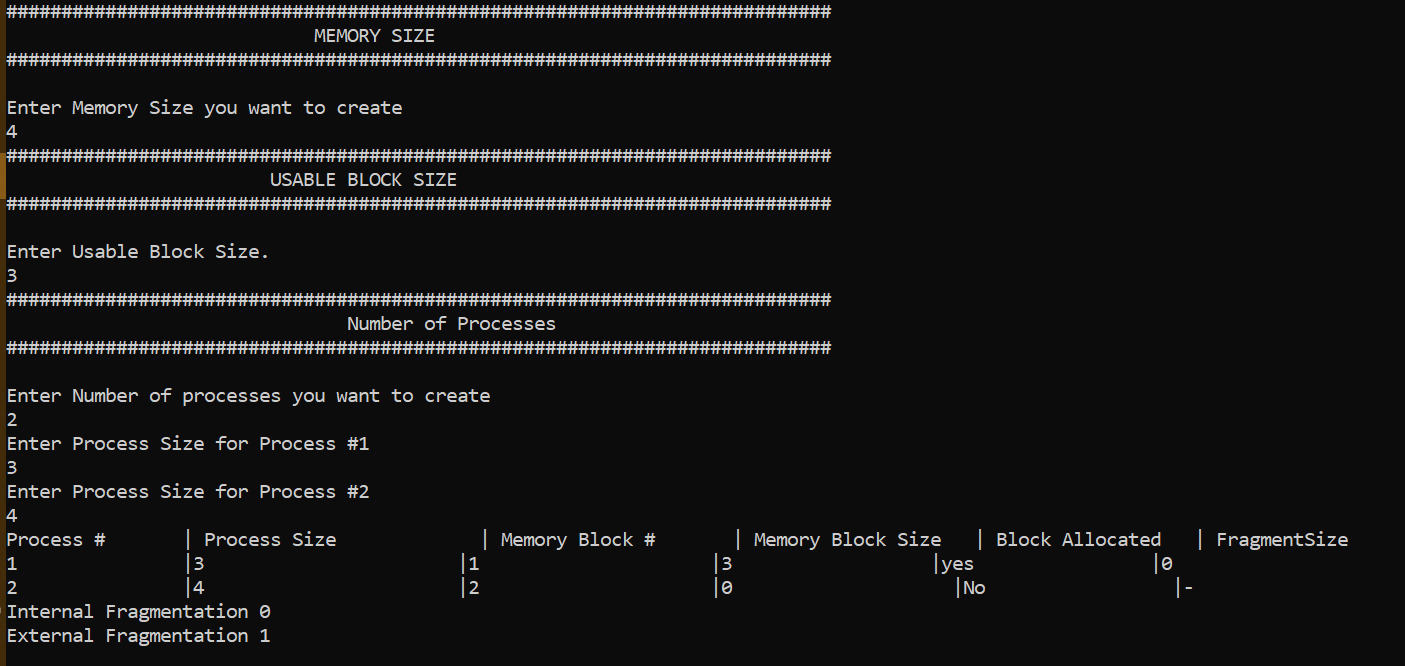 ###########################################################################
MEMORY SIZE
###########################################################################
Enter Memory Size you want to create
4
###########################################################################
USABLE BLOCK SIZE
###########################################################################
Enter Usable Block Size.
3
###########################################################################
Number of Processes
###########################################################################
Enter Number of processes you want to create
2
Enter Process Size for Process #1
3
Enter Process Size for Process #2
4
Process # | Process Size | Memory Block # | Memory Block Size | Block Allocated | FragmentSize
1 |3 |1 |3 |yes |0
2 |4 |2 |0 |No |-
Internal Fragmentation 0
External Fragmentation 1